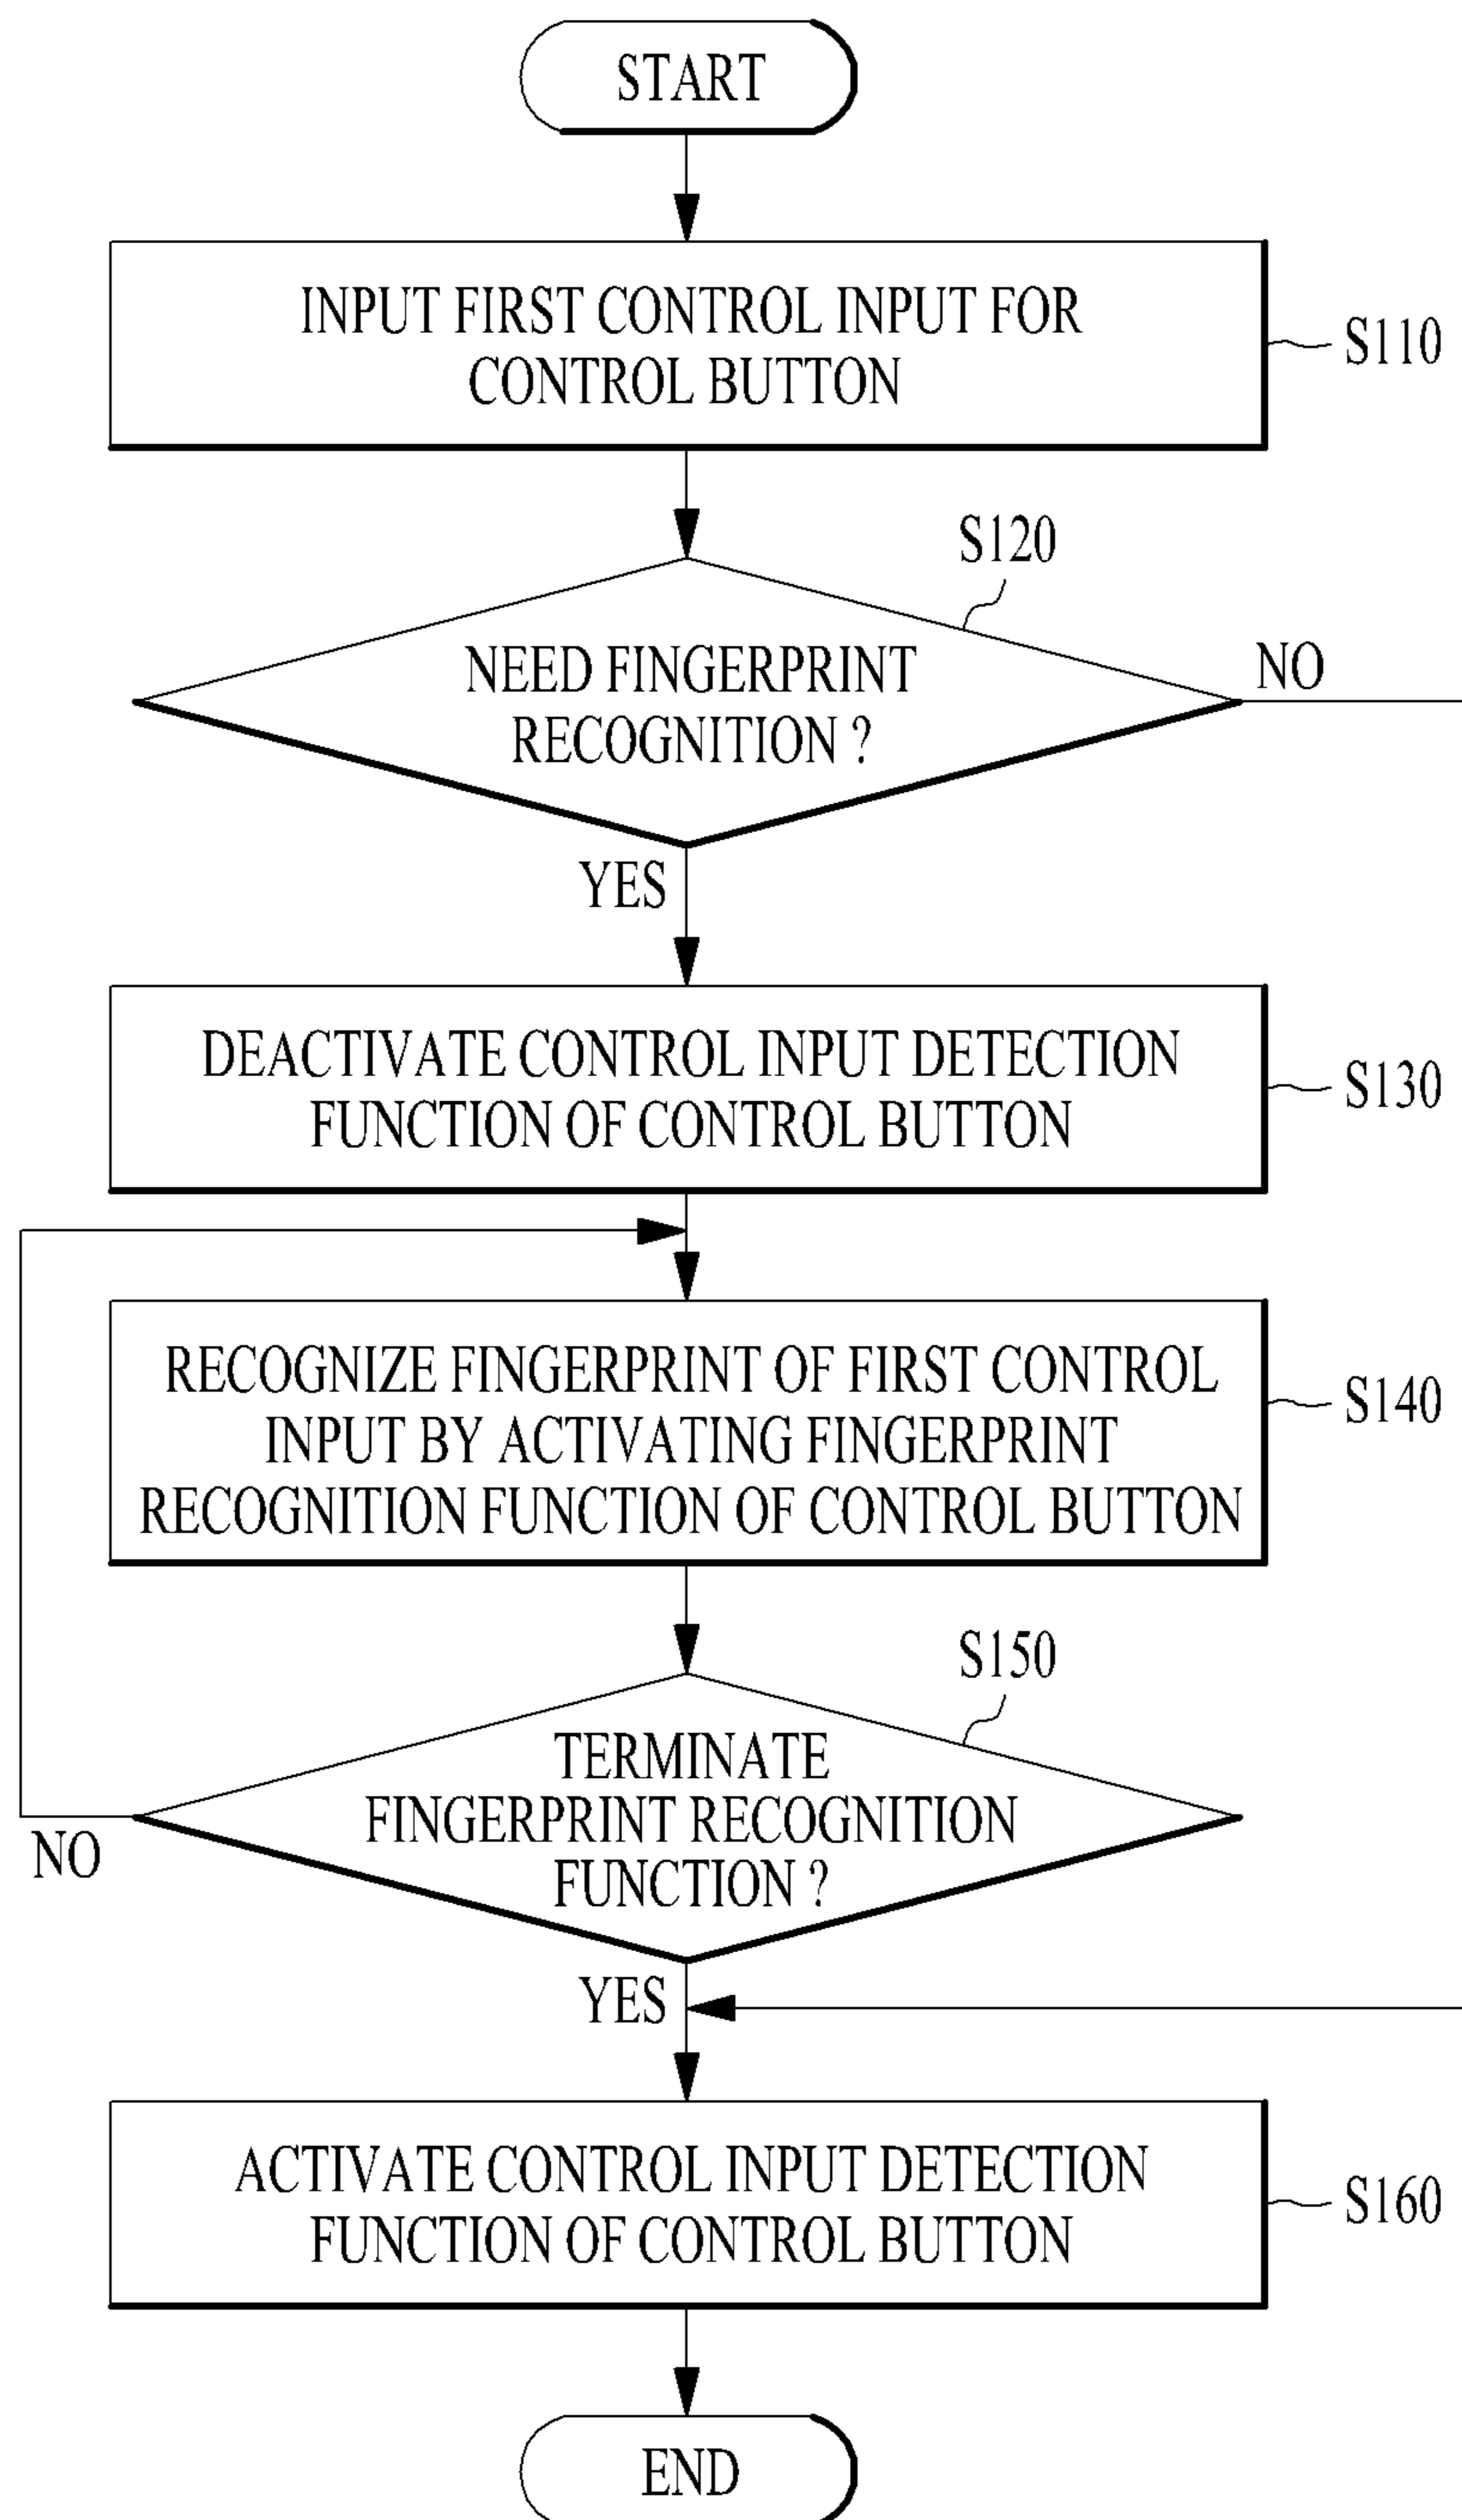 START
INPUT FIRST CONTROL INPUT FOR
CONTROL BUTTON
S110
S120
NEED FINGERPRINT
RECOGNITION ?
NO
YES
DEACTIVATE CONTROL INPUT DETECTION
FUNCTION OF CONTROL BUTTON
S130
RECOGNIZE FINGERPRINT OF FIRST CONTROL
INPUT BY ACTIVATING FINGERPRINT
RECOGNITION FUNCTION OF CONTROL BUTTON
S140
S150
TERMINATE
FINGERPRINT RECOGNITION
FUNCTION ?
NO
YES
ACTIVATE CONTROL INPUT DETECTION
FUNCTION OF CONTROL BUTTON
S160
END